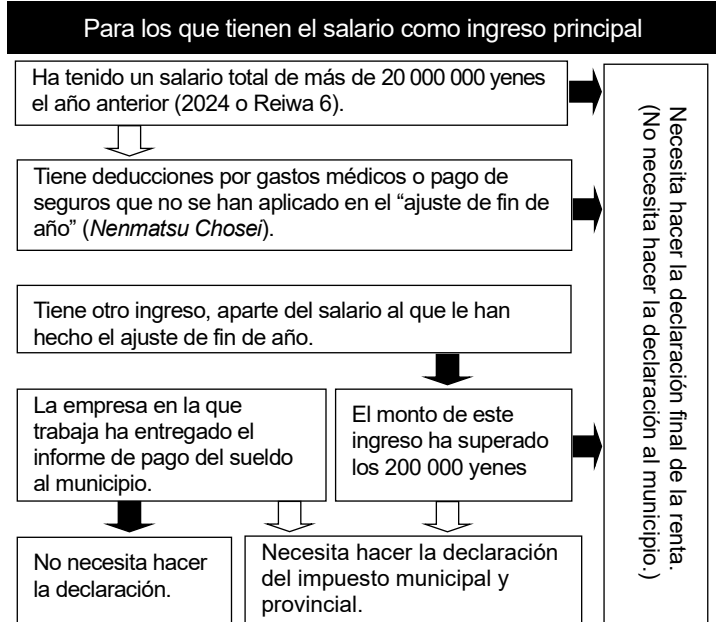 Para los que tienen el salario como ingreso principal
Ha tenido un salario total de más de 20 000 000 yenes
el año anterior (2024 o Reiwa 6).
Tiene deducciones por gastos médicos o pago de
seguros que no se han aplicado en el “ajuste de fin de
año” (Nenmatsu Chosei).
Tiene otro ingreso, aparte del salario al que le han
hecho el ajuste de fin de año.
La empresa en la que
trabaja ha entregado el
informe de pago del sueldo
al municipio.
El monto de este
ingreso ha superado
los 200 000 yenes
No necesita hacer
la declaración.
Necesita hacer la declaración
del impuesto municipal y
provincial.
Necesita hacer la declaración final de la renta.
(No necesita hacer la declaración al municipio.)